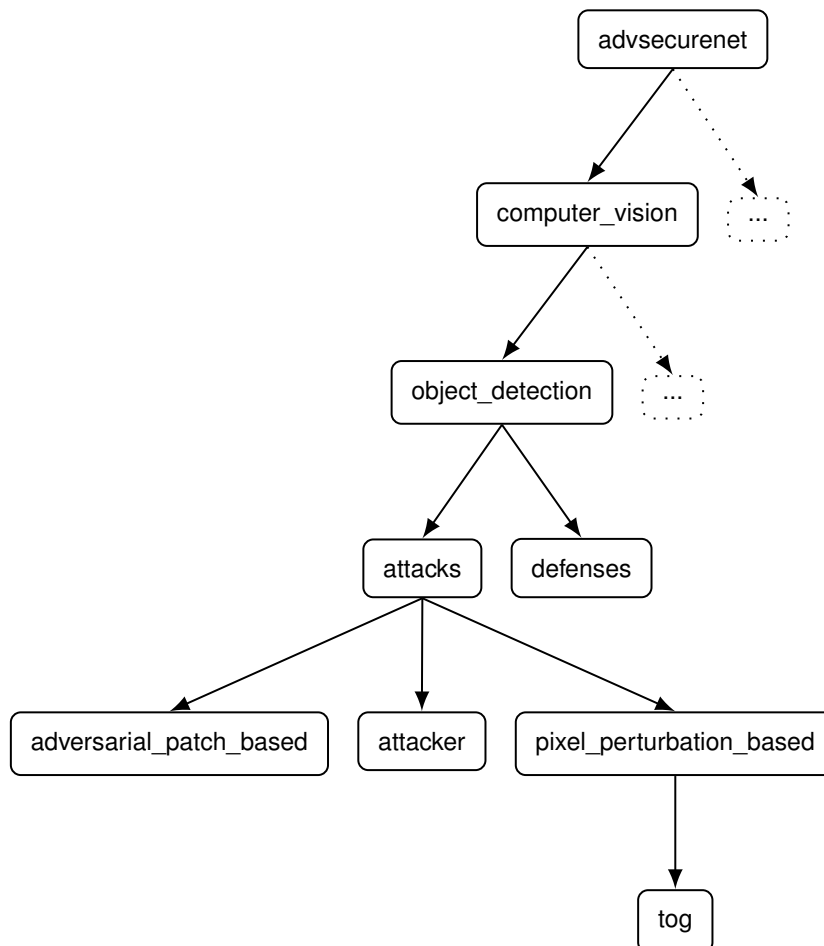 advsecurenet
computer_vision
...
object_detection
...
attacks
defenses
adversarial_patch_based
attacker
pixel_perturbation_based
tog